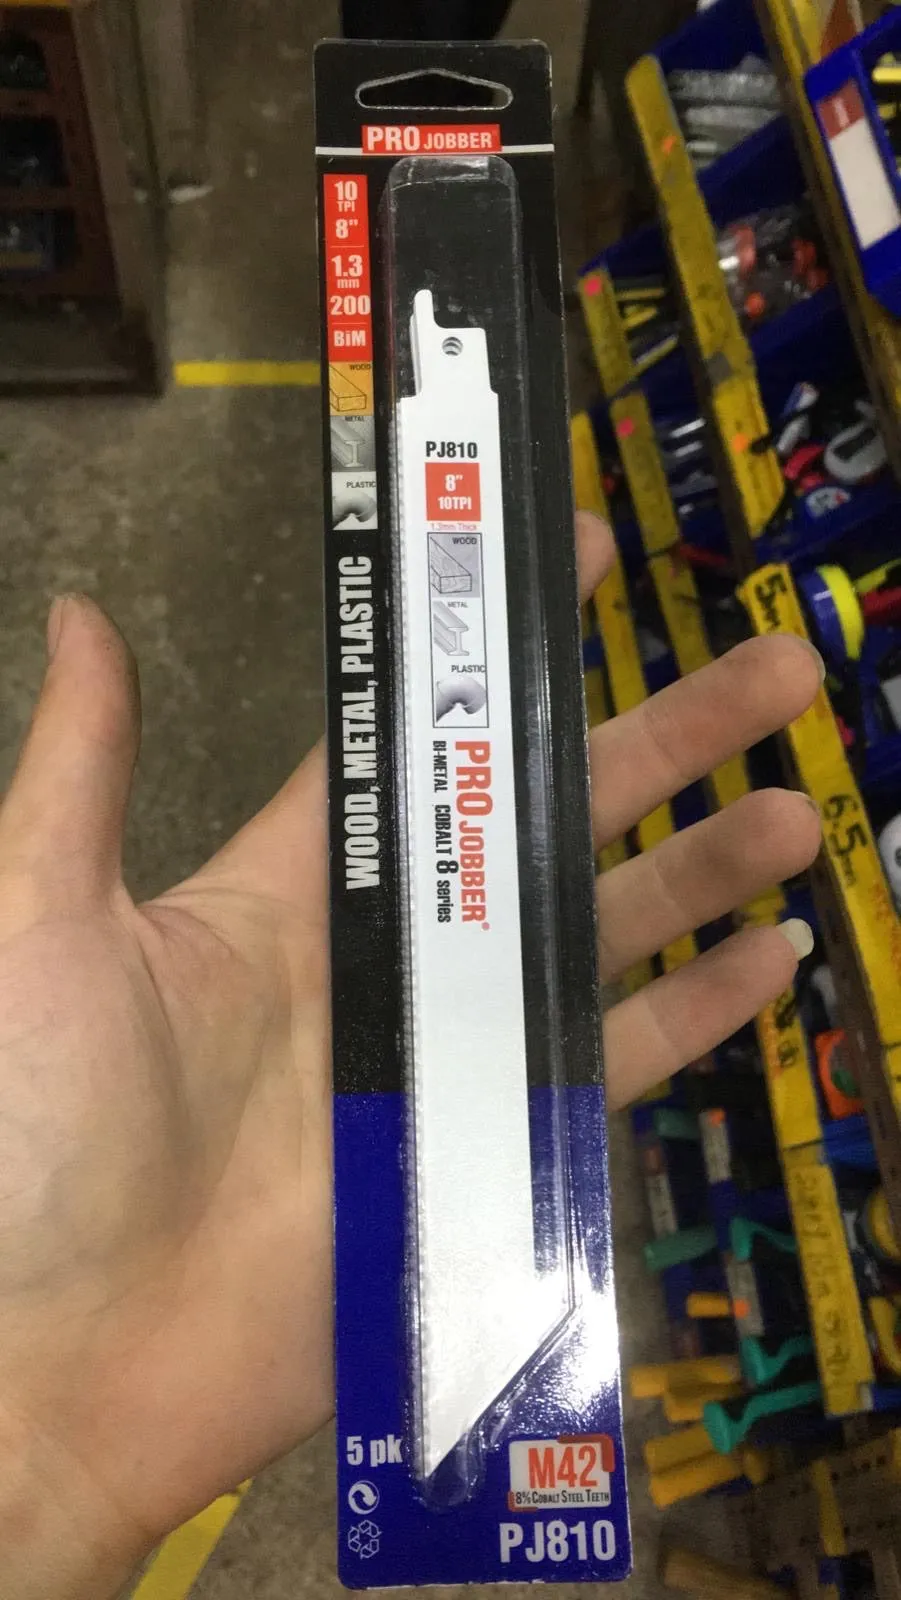 PRO JOBBER®
10
TPI
8"
1.3
mm
200
BiM
WOOD
METAL
PLASTIC
WOOD, METAL, PLASTIC
PJ810
8"
10TPI
1.3mm Thick
WOOD
METAL
PLASTIC
PRO JOBBER®
BI-METAL COBALT 8 series
5 pk
M42
8% COBALT STEEL TEETH
PJ810
6.5mm